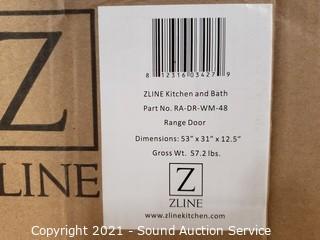 Z
ZLINE
8 12316 03427 9
ZLINE Kitchen and Bath
Part No. RA-DR-WM-48
Range Door
Dimensions: 53" x 31" x 12.5"
Gross Wt. 57.2 lbs.
Z
ZLINE
www.zlinekitchen.com
Copyright 2021 - Sound Auction Service